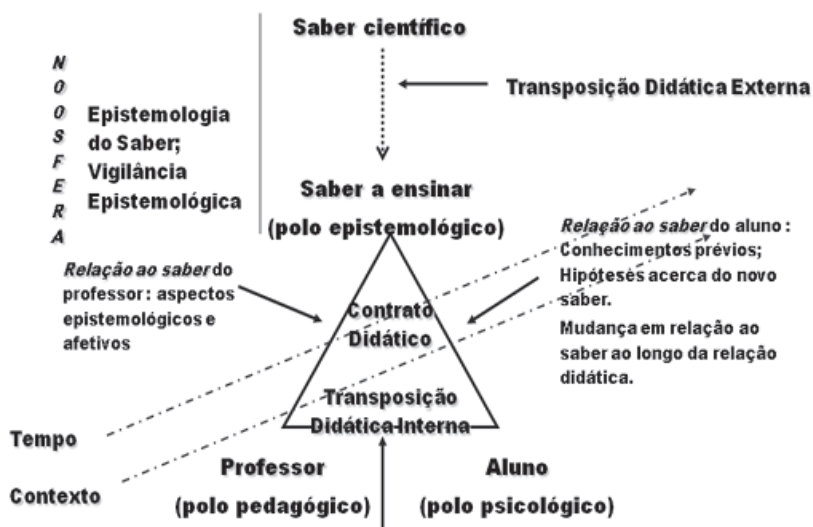 Saber científico
Transposição Didática Externa
NOOSFERA
Epistemologia
do Saber;
Vigilância
Epistemológica
Saber a ensinar
(polo epistemológico)
Relação ao saber do
professor: aspectos
epistemológicos e
afetivos
Relação ao saber do aluno :
Conhecimentos prévios;
Hipóteses acerca do novo
saber.
Mudança em relação ao
saber ao longo da relação
didática.
Contrato
Didático
Transposição
Didática Interna
Tempo
Contexto
Professor
(polo pedagógico)
Aluno
(polo psicológico)